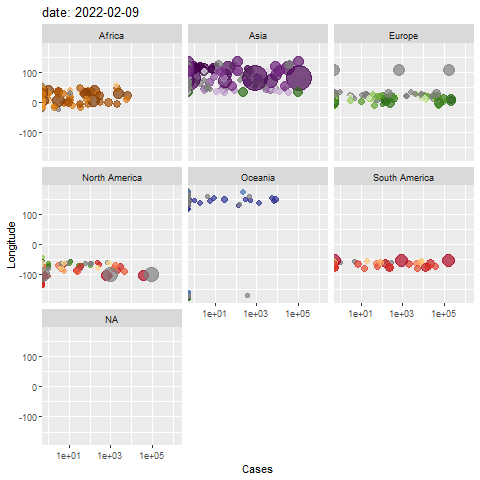 date: 2022-02-09
Africa
Asia
Europe
100
0
-100
North America
Oceania
South America
100
0
-100
1e+01 1e+03 1e+05
1e+01 1e+03 1e+05
NA
100
0
-100
1e+01 1e+03 1e+05
Longitude
Cases